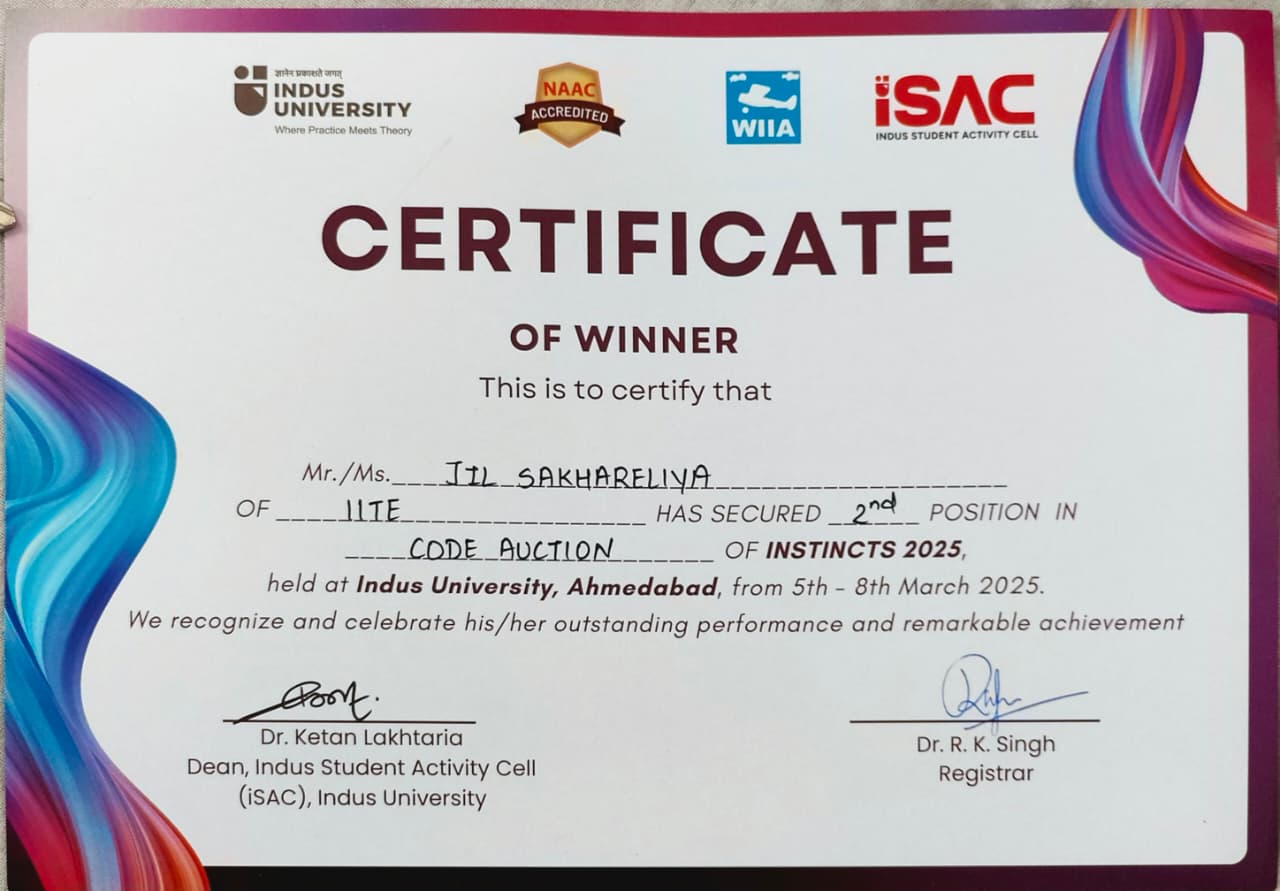 ज्ञानेन प्रकाशते जगत्
INDUS
UNIVERSITY
Where Practice Meets Theory
NAAC
ACCREDITED
WIIA
iSAC
INDUS STUDENT ACTIVITY CELL
CERTIFICATE
OF WINNER
This is to certify that
Mr./Ms. JIL SAKHARELIYA
OF IITE HAS SECURED 2nd POSITION IN
CODE AUCTION OF INSTINCTS 2025,
held at Indus University, Ahmedabad, from 5th - 8th March 2025.
We recognize and celebrate his/her outstanding performance and remarkable achievement
Dr. Ketan Lakhtaria
Dean, Indus Student Activity Cell
(iSAC), Indus University
Dr. R. K. Singh
Registrar